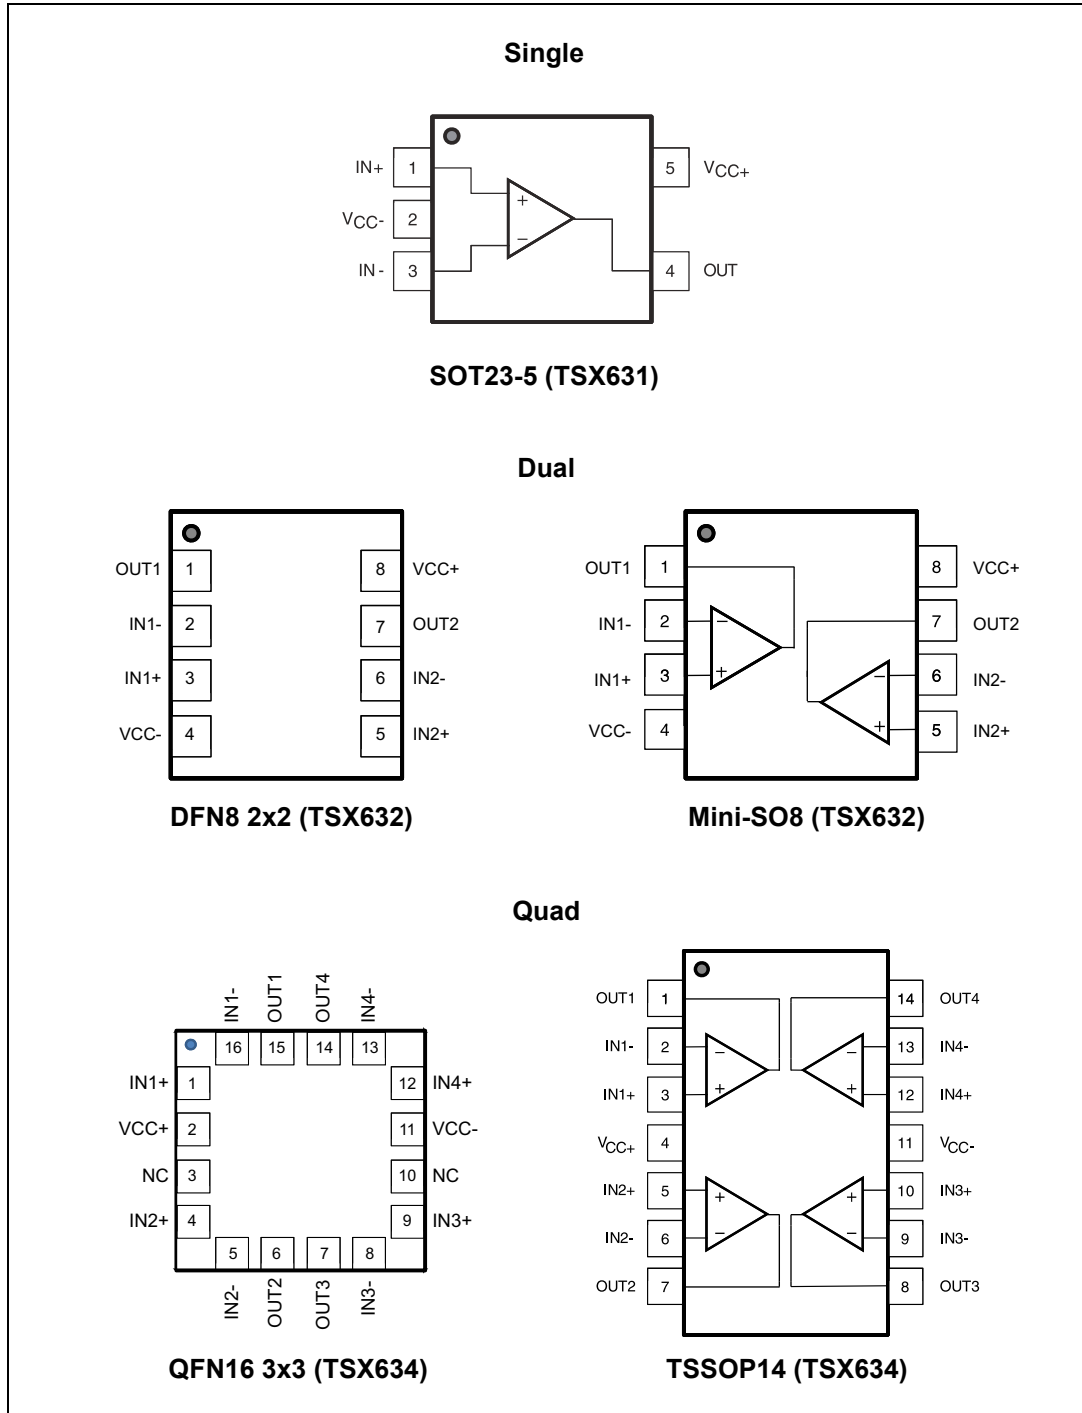 Single
IN+ 1 5 VCC+
VCC- 2
+
−
IN - 3 4 OUT
SOT23-5 (TSX631)
Dual
OUT1 1 8 VCC+
IN1- 2 7 OUT2
IN1+ 3 6 IN2-
VCC- 4 5 IN2+
DFN8 2x2 (TSX632)
OUT1 1 8 VCC+
IN1- 2 − 7 OUT2
IN1+ 3 + − 6 IN2-
VCC- 4 + 5 IN2+
Mini-SO8 (TSX632)
Quad
IN1- OUT1 OUT4 IN4-
16 15 14 13
IN1+ 1 12 IN4+
VCC+ 2 11 VCC-
NC 3 10 NC
IN2+ 4 9 IN3+
5 6 7 8
IN2- OUT2 OUT3 IN3-
QFN16 3x3 (TSX634)
OUT1 1 14 OUT4
IN1- 2 − − 13 IN4-
IN1+ 3 + + 12 IN4+
VCC+ 4 11 VCC-
IN2+ 5 + + 10 IN3+
IN2- 6 − − 9 IN3-
OUT2 7 8 OUT3
TSSOP14 (TSX634)